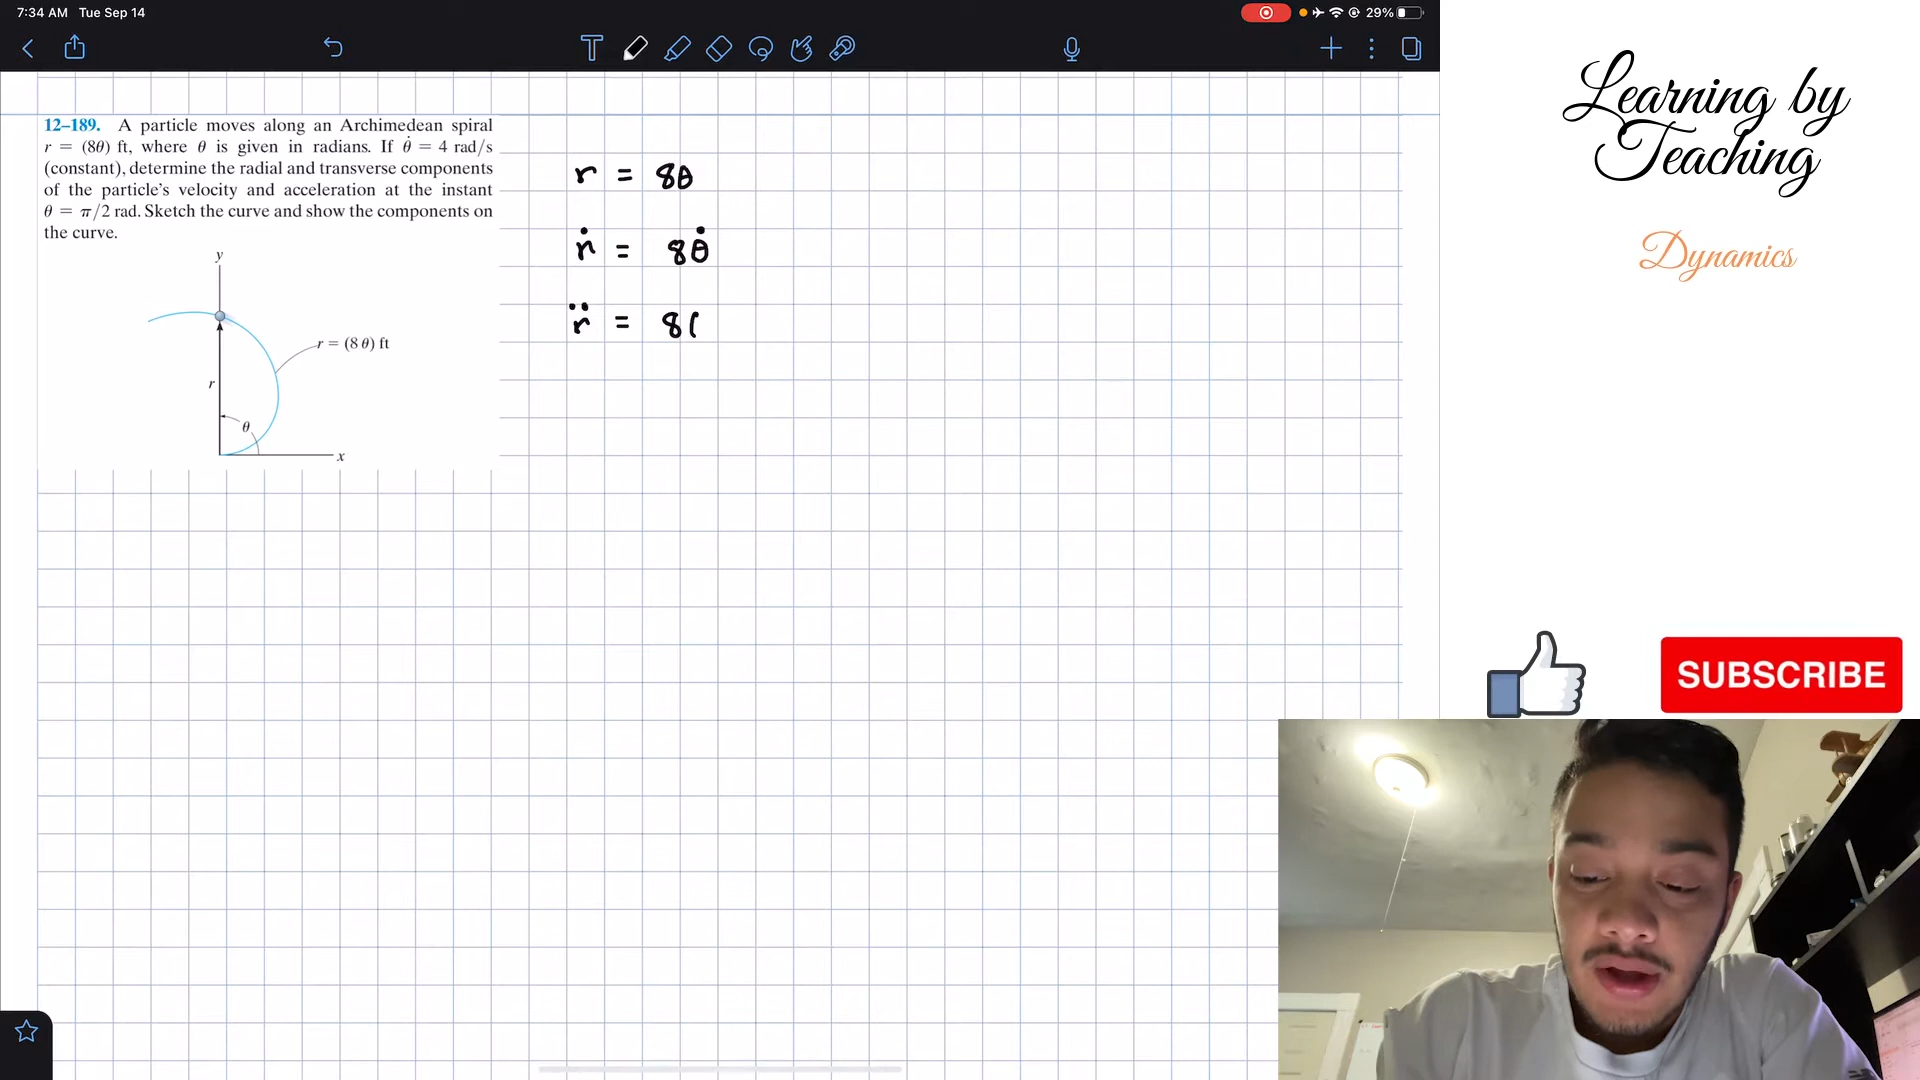 7:34 AM Tue Sep 14
29%
12–189. A particle moves along an Archimedean spiral
r = (8θ) ft, where θ is given in radians. If θ̇ = 4 rad/s
(constant), determine the radial and transverse components
of the particle's velocity and acceleration at the instant
θ = π/2 rad. Sketch the curve and show the components on
the curve.
y
r = (8 θ) ft
r
θ
x
r = 8θ
ṙ = 8θ̇
r̈ = 8(
Learning by
Teaching
Dynamics
SUBSCRIBE